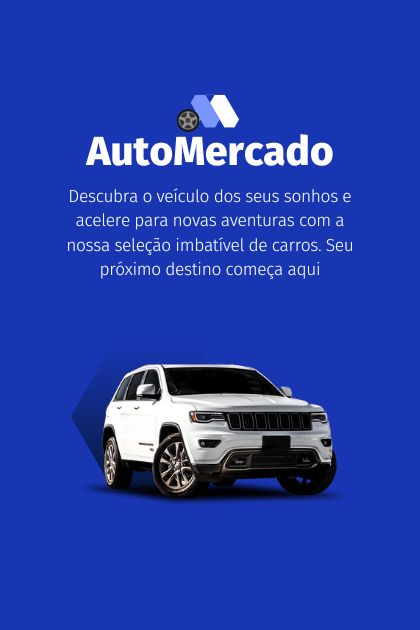 AutoMercado
Descubra o veículo dos seus sonhos e
acelere para novas aventuras com a
nossa seleção imbatível de carros. Seu
próximo destino começa aqui